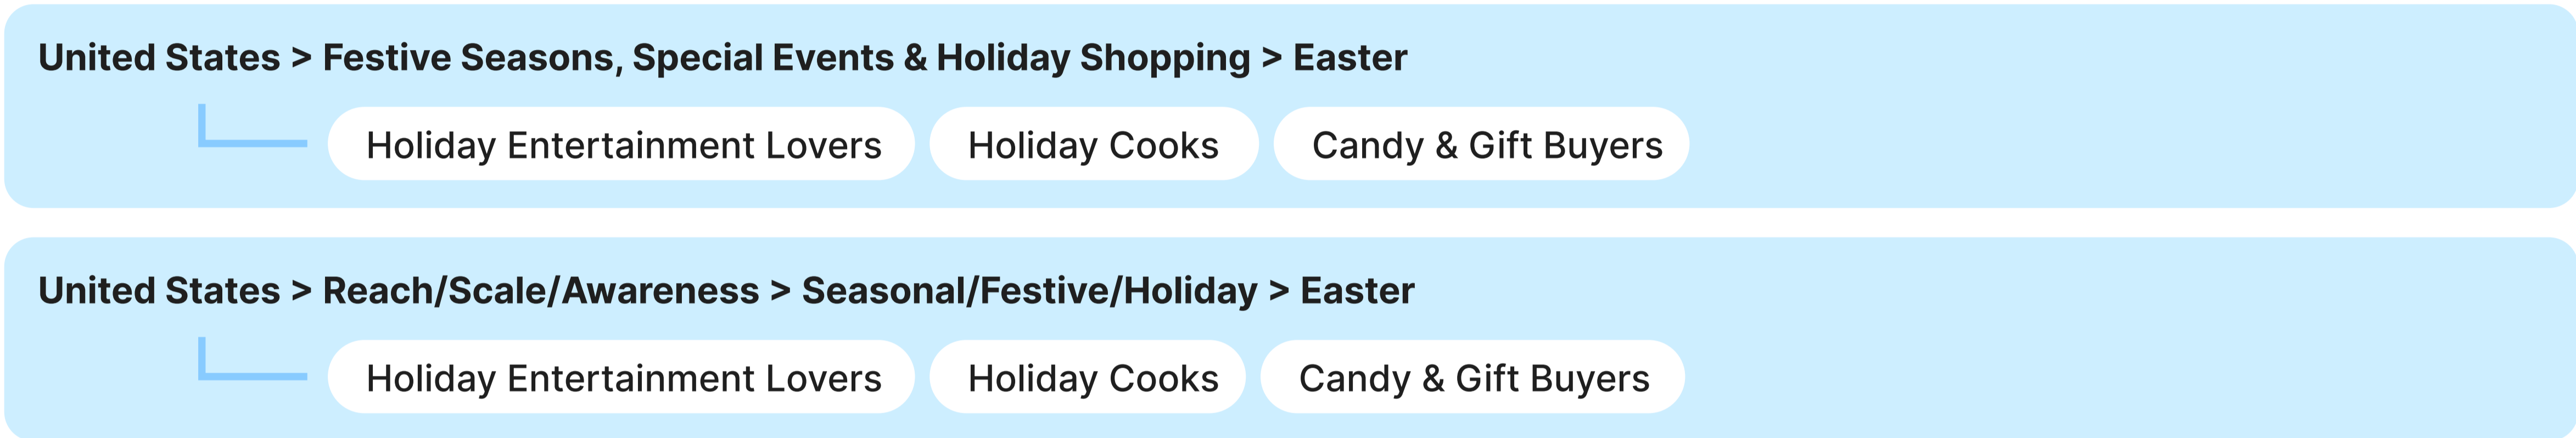 United States > Festive Seasons, Special Events & Holiday Shopping > Easter
Holiday Entertainment Lovers Holiday Cooks Candy & Gift Buyers
United States > Reach/Scale/Awareness > Seasonal/Festive/Holiday > Easter
Holiday Entertainment Lovers Holiday Cooks Candy & Gift Buyers